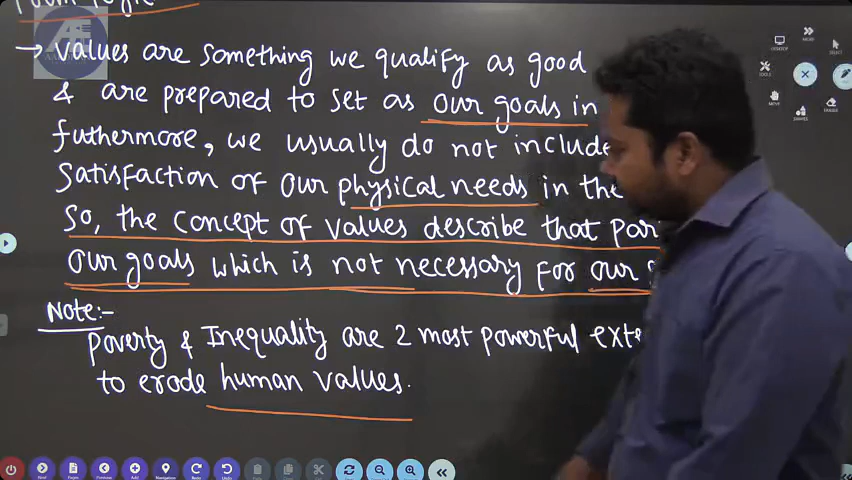 → Values are something we qualify as good
& are prepared to set as our goals in
futhermore, we usually do not include
Satisfaction of our physical needs in the
So, the concept of values describe that
our goals which is not necessary for our
Note:-
Poverty & Inequality are 2 most powerful
to erode human values.